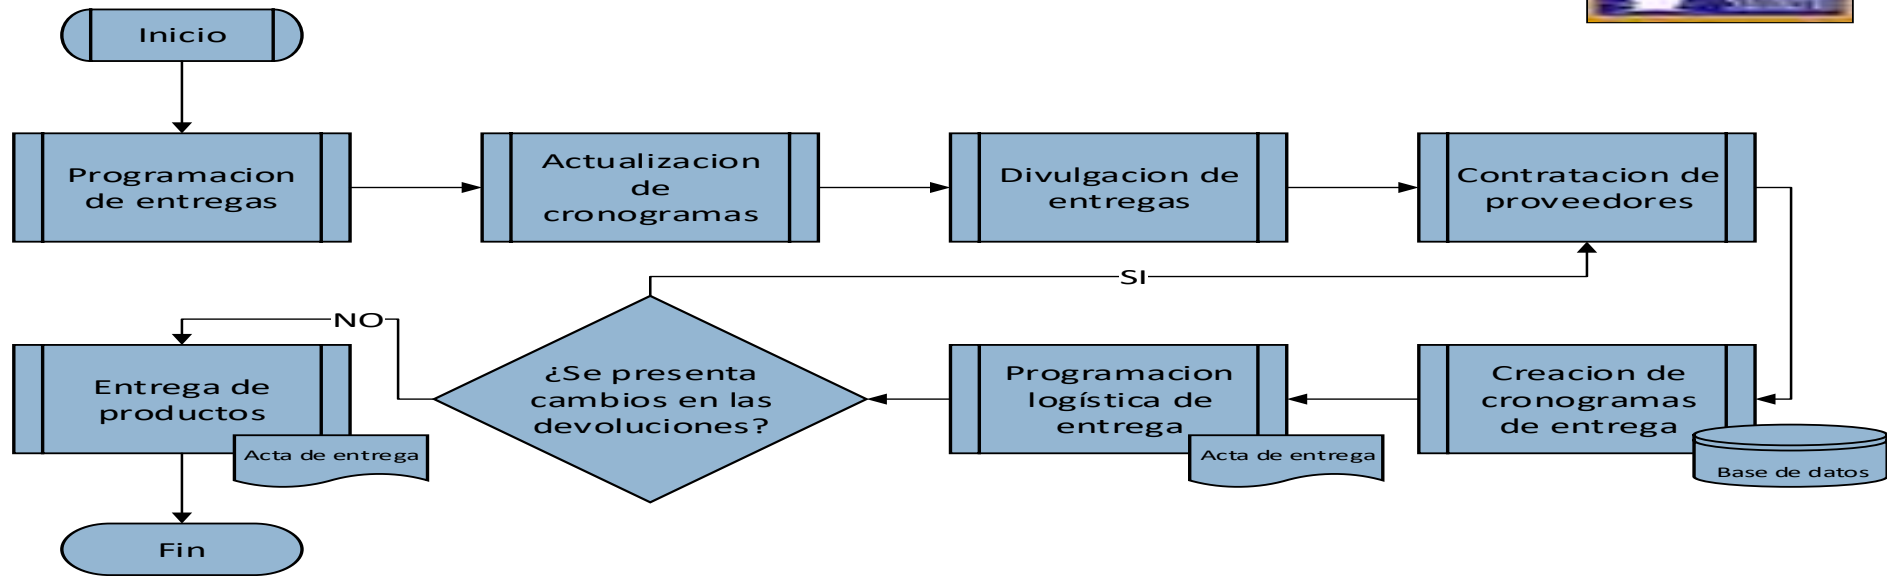 Inicio
Programacion
de entregas
Actualizacion
de
cronogramas
Divulgacion de
entregas
Contratacion de
proveedores
SI
NO
Entrega de
productos
Acta de entrega
¿Se presenta
cambios en las
devoluciones?
Programacion
logística de
entrega
Acta de entrega
Creacion de
cronogramas
de entrega
Base de datos
Fin